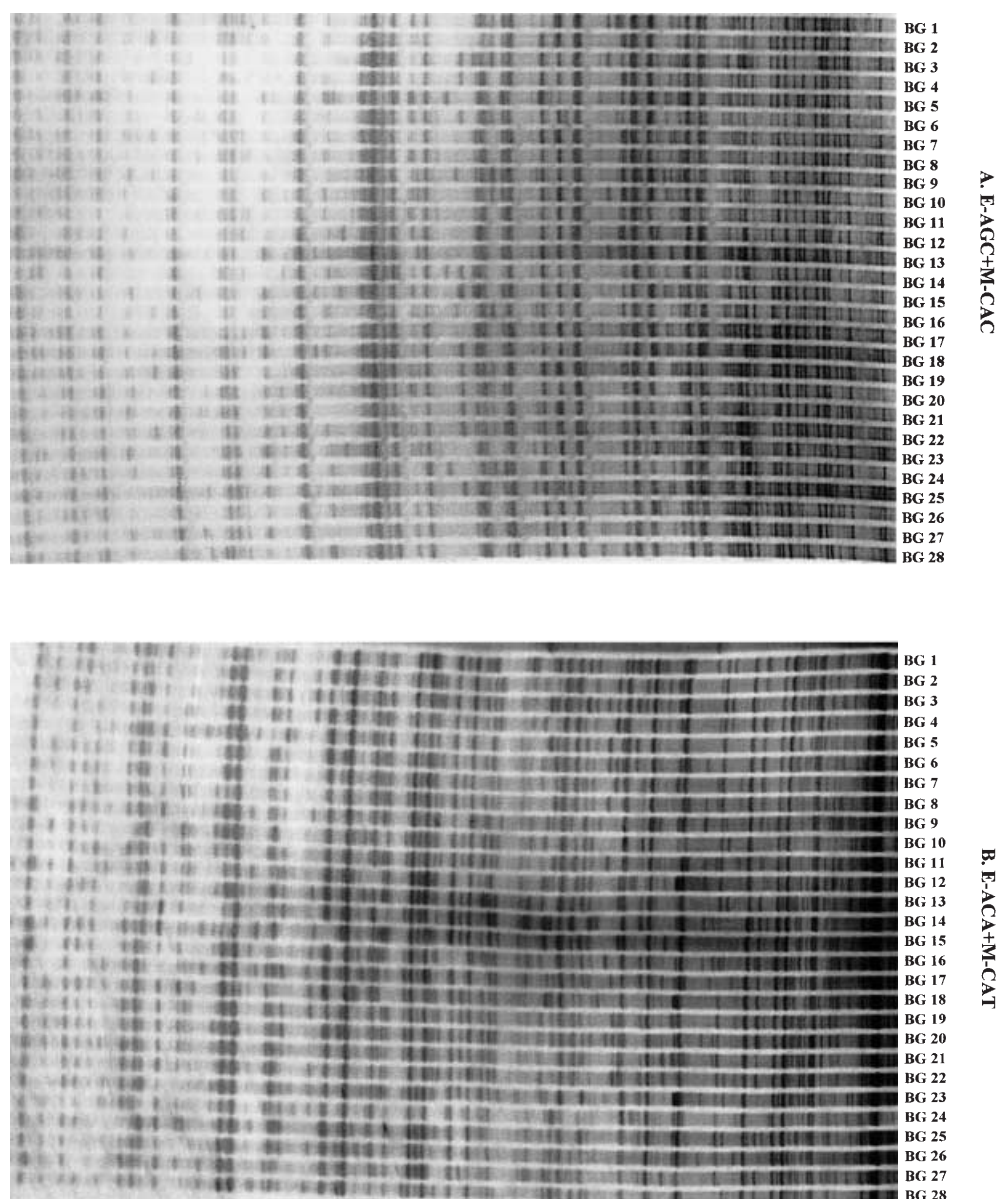 BG 1
BG 2
BG 3
BG 4
BG 5
BG 6
BG 7
BG 8
BG 9
BG 10
BG 11
BG 12
BG 13
BG 14
BG 15
BG 16
BG 17
BG 18
BG 19
BG 20
BG 21
BG 22
BG 23
BG 24
BG 25
BG 26
BG 27
BG 28
A. E-AGC+M-CAC
BG 1
BG 2
BG 3
BG 4
BG 5
BG 6
BG 7
BG 8
BG 9
BG 10
BG 11
BG 12
BG 13
BG 14
BG 15
BG 16
BG 17
BG 18
BG 19
BG 20
BG 21
BG 22
BG 23
BG 24
BG 25
BG 26
BG 27
BG 28
B. E-ACA+M-CAT